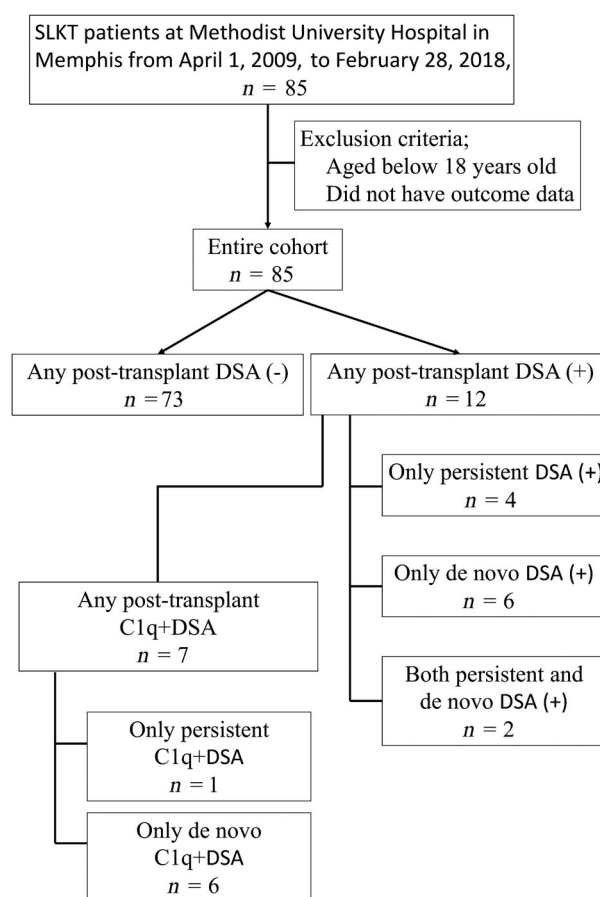 SLKT patients at Methodist University Hospital in
Memphis from April 1, 2009, to February 28, 2018,
n = 85
Exclusion criteria;
Aged below 18 years old
Did not have outcome data
Entire cohort
n = 85
Any post-transplant DSA (-)
n = 73
Any post-transplant DSA (+)
n = 12
Only persistent DSA (+)
n = 4
Only de novo DSA (+)
n = 6
Both persistent and
de novo DSA (+)
n = 2
Any post-transplant
C1q+DSA
n = 7
Only persistent
C1q+DSA
n = 1
Only de novo
C1q+DSA
n = 6